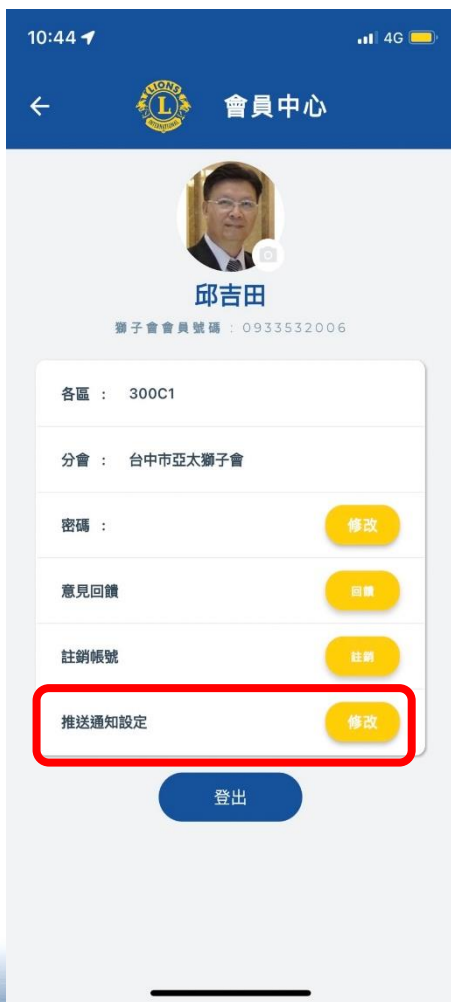 10:44
4G
LIONS
L
INTERNATIONAL
會員中心
邱吉田
獅子會會員號碼 : 0933532006
各區 : 300C1
分會 : 台中市亞太獅子會
密碼 : 修改
意見回饋 回饋
註銷帳號 註銷
推送通知設定 修改
登出